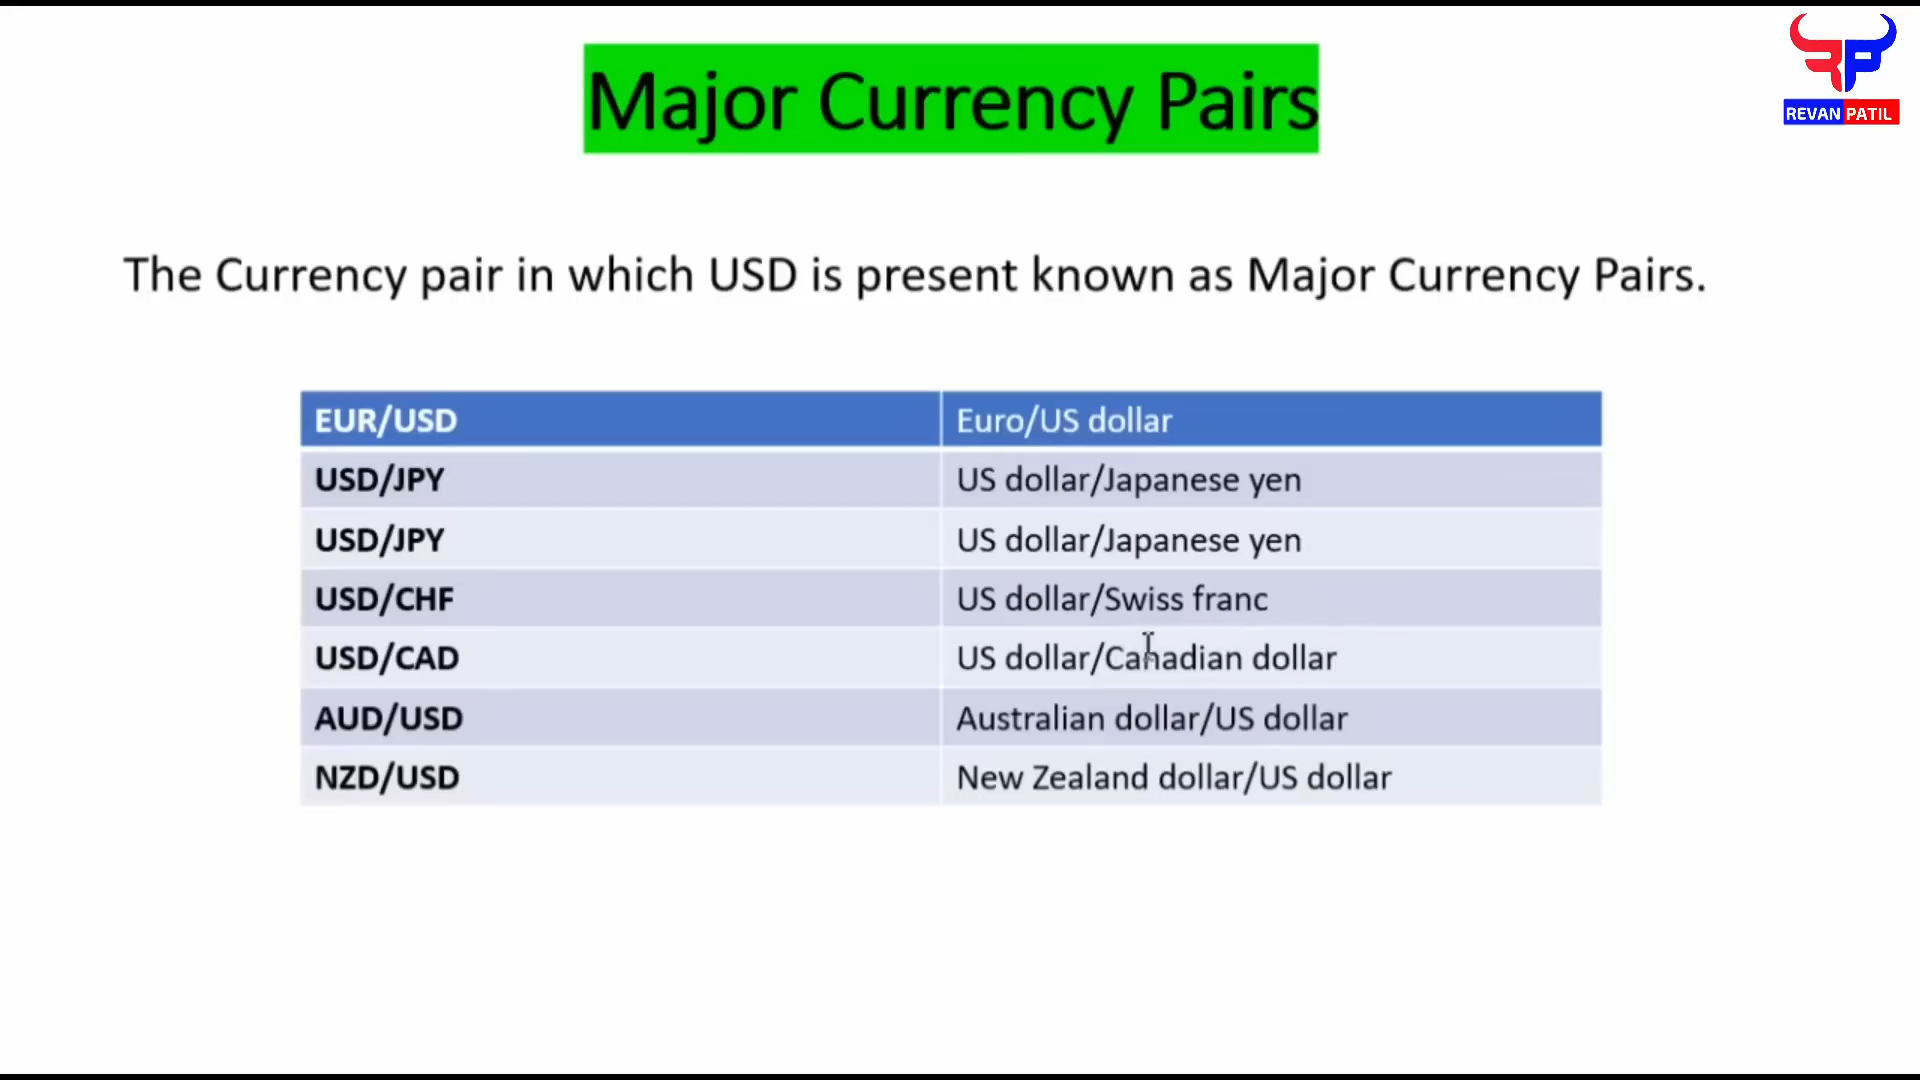 Major Currency Pairs
REVAN PATIL
The Currency pair in which USD is present known as Major Currency Pairs.
EUR/USD Euro/US dollar
USD/JPY US dollar/Japanese yen
USD/JPY US dollar/Japanese yen
USD/CHF US dollar/Swiss franc
USD/CAD US dollar/Canadian dollar
AUD/USD Australian dollar/US dollar
NZD/USD New Zealand dollar/US dollar